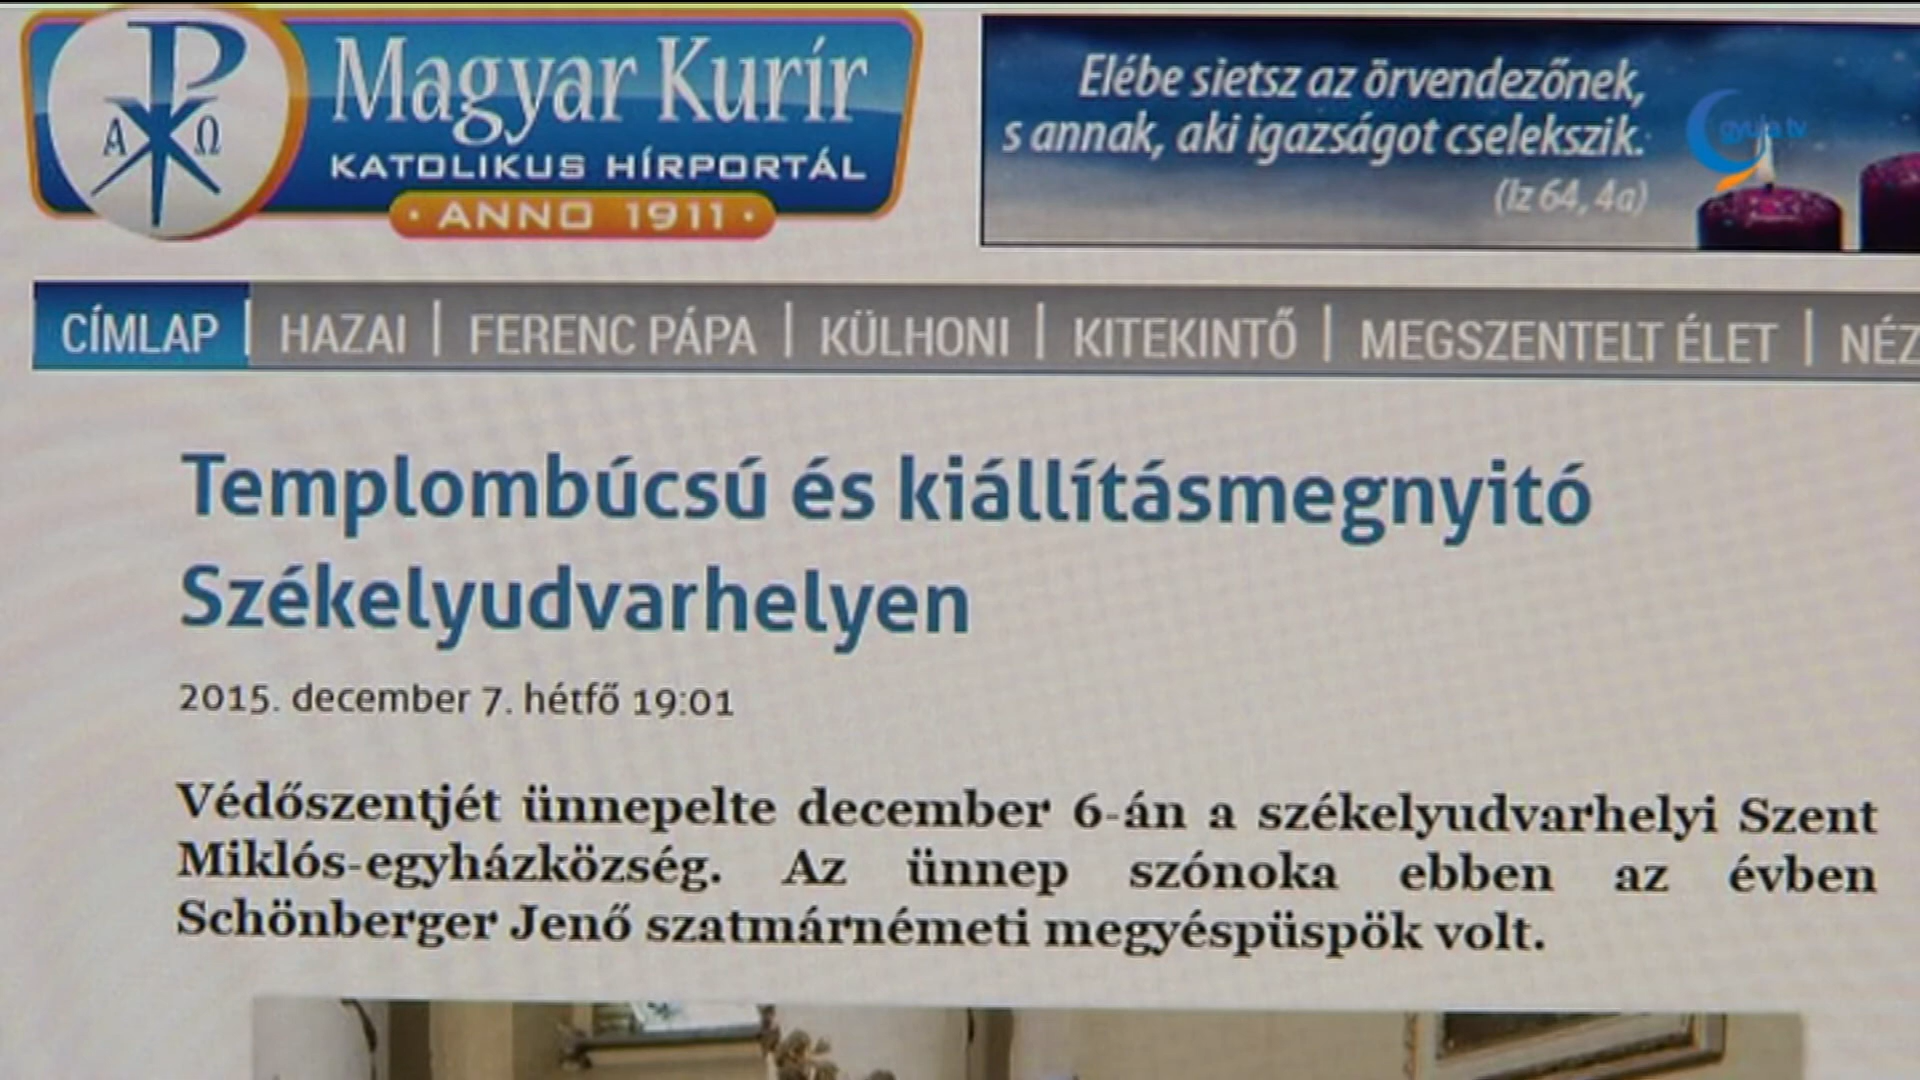 Α Ω
Magyar Kurír
KATOLIKUS HÍRPORTÁL
· ANNO 1911 ·
Elébe sietsz az örvendezőnek,
s annak, aki igazságot cselekszik.
(Iz 64, 4a)
gyula tv
CÍMLAP | HAZAI | FERENC PÁPA | KÜLHONI | KITEKINTŐ | MEGSZENTELT ÉLET | NÉZ
Templombúcsú és kiállításmegnyitó
Székelyudvarhelyen
2015. december 7. hétfő 19:01
Védőszentjét ünnepelte december 6-án a székelyudvarhelyi Szent
Miklós-egyházközség. Az ünnep szónoka ebben az évben
Schönberger Jenő szatmárnémeti megyéspüspök volt.